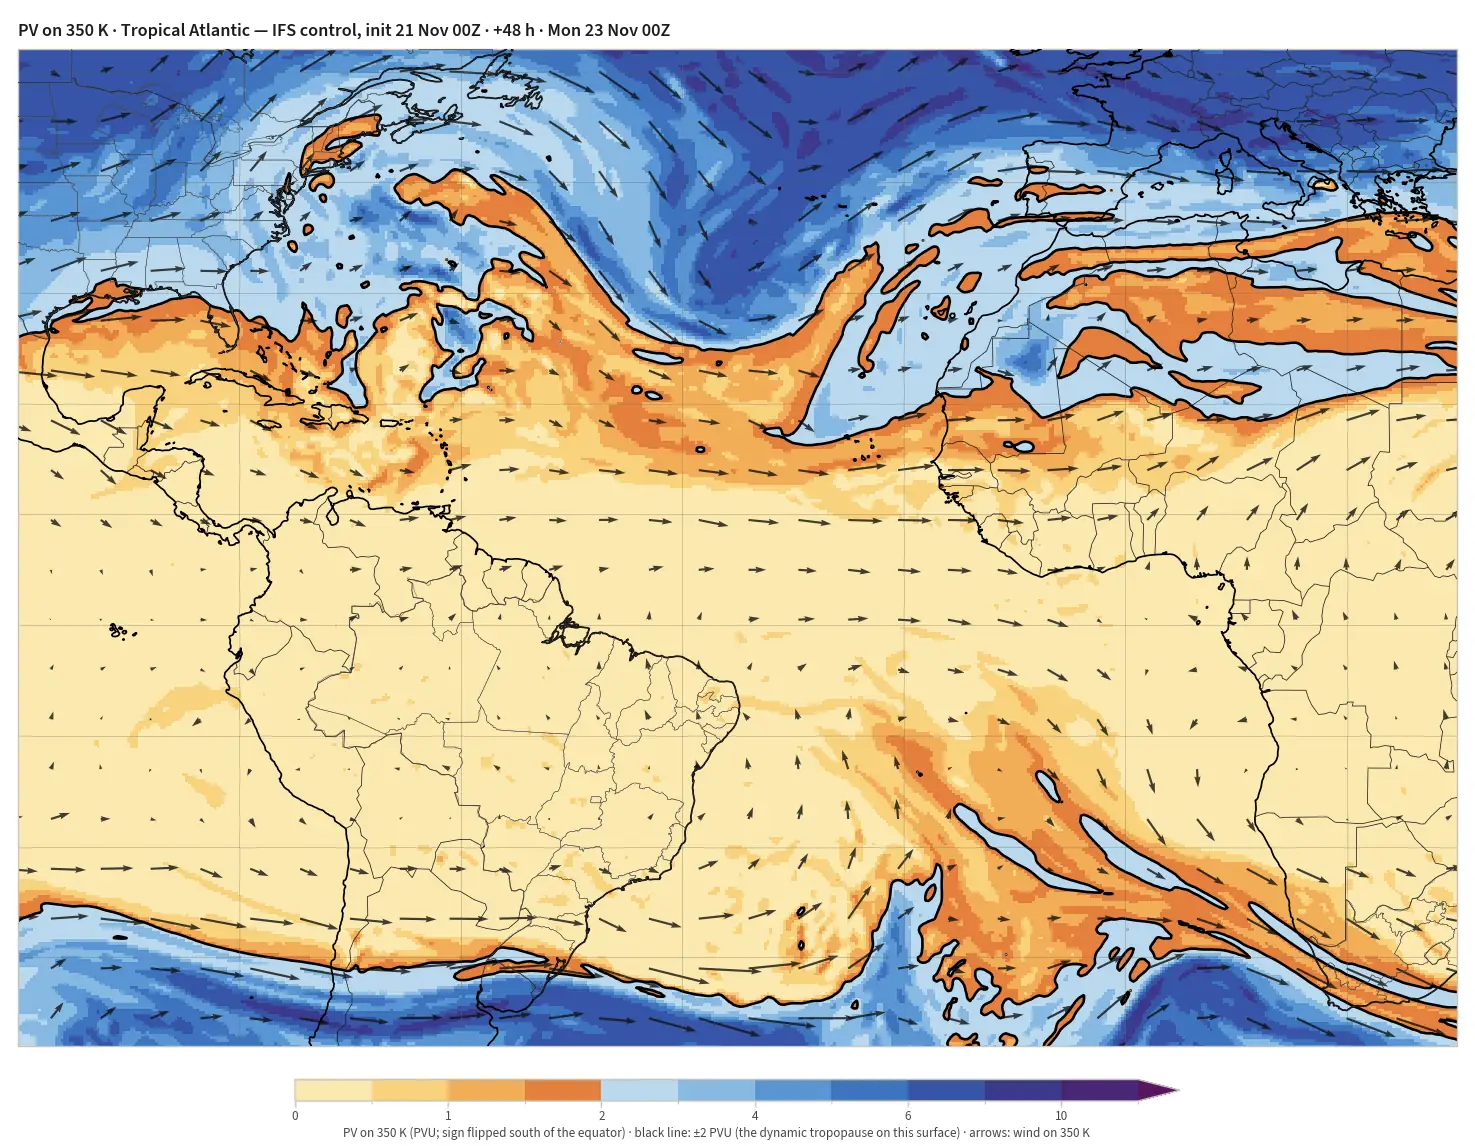 PV on 350 K · Tropical Atlantic — IFS control, init 21 Nov 00Z · +48 h · Mon 23 Nov 00Z
0 1 2 4 6 8 10
PV on 350 K (PVU; sign flipped south of the equator) · black line: ±2 PVU (the dynamic tropopause on this surface) · arrows: wind on 350 K